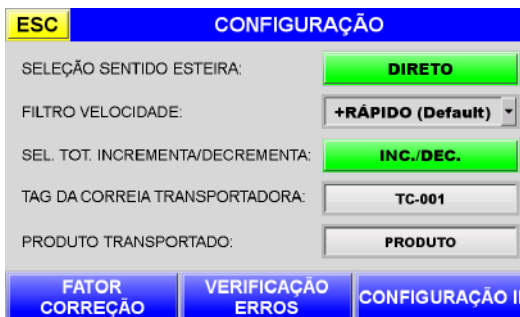 ESC CONFIGURAÇÃO
SELEÇÃO SENTIDO ESTEIRA: DIRETO
FILTRO VELOCIDADE: +RÁPIDO (Default)
SEL. TOT. INCREMENTA/DECREMENTA: INC./DEC.
TAG DA CORREIA TRANSPORTADORA: TC-001
PRODUTO TRANSPORTADO: PRODUTO
FATOR CORREÇÃO
VERIFICAÇÃO ERROS
CONFIGURAÇÃO